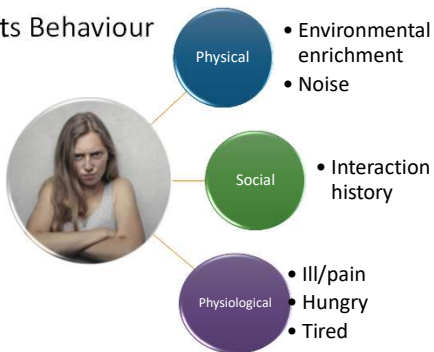 ts Behaviour
Physical
• Environmental
enrichment
• Noise
Social
• Interaction
history
Physiological
• Ill/pain
• Hungry
• Tired